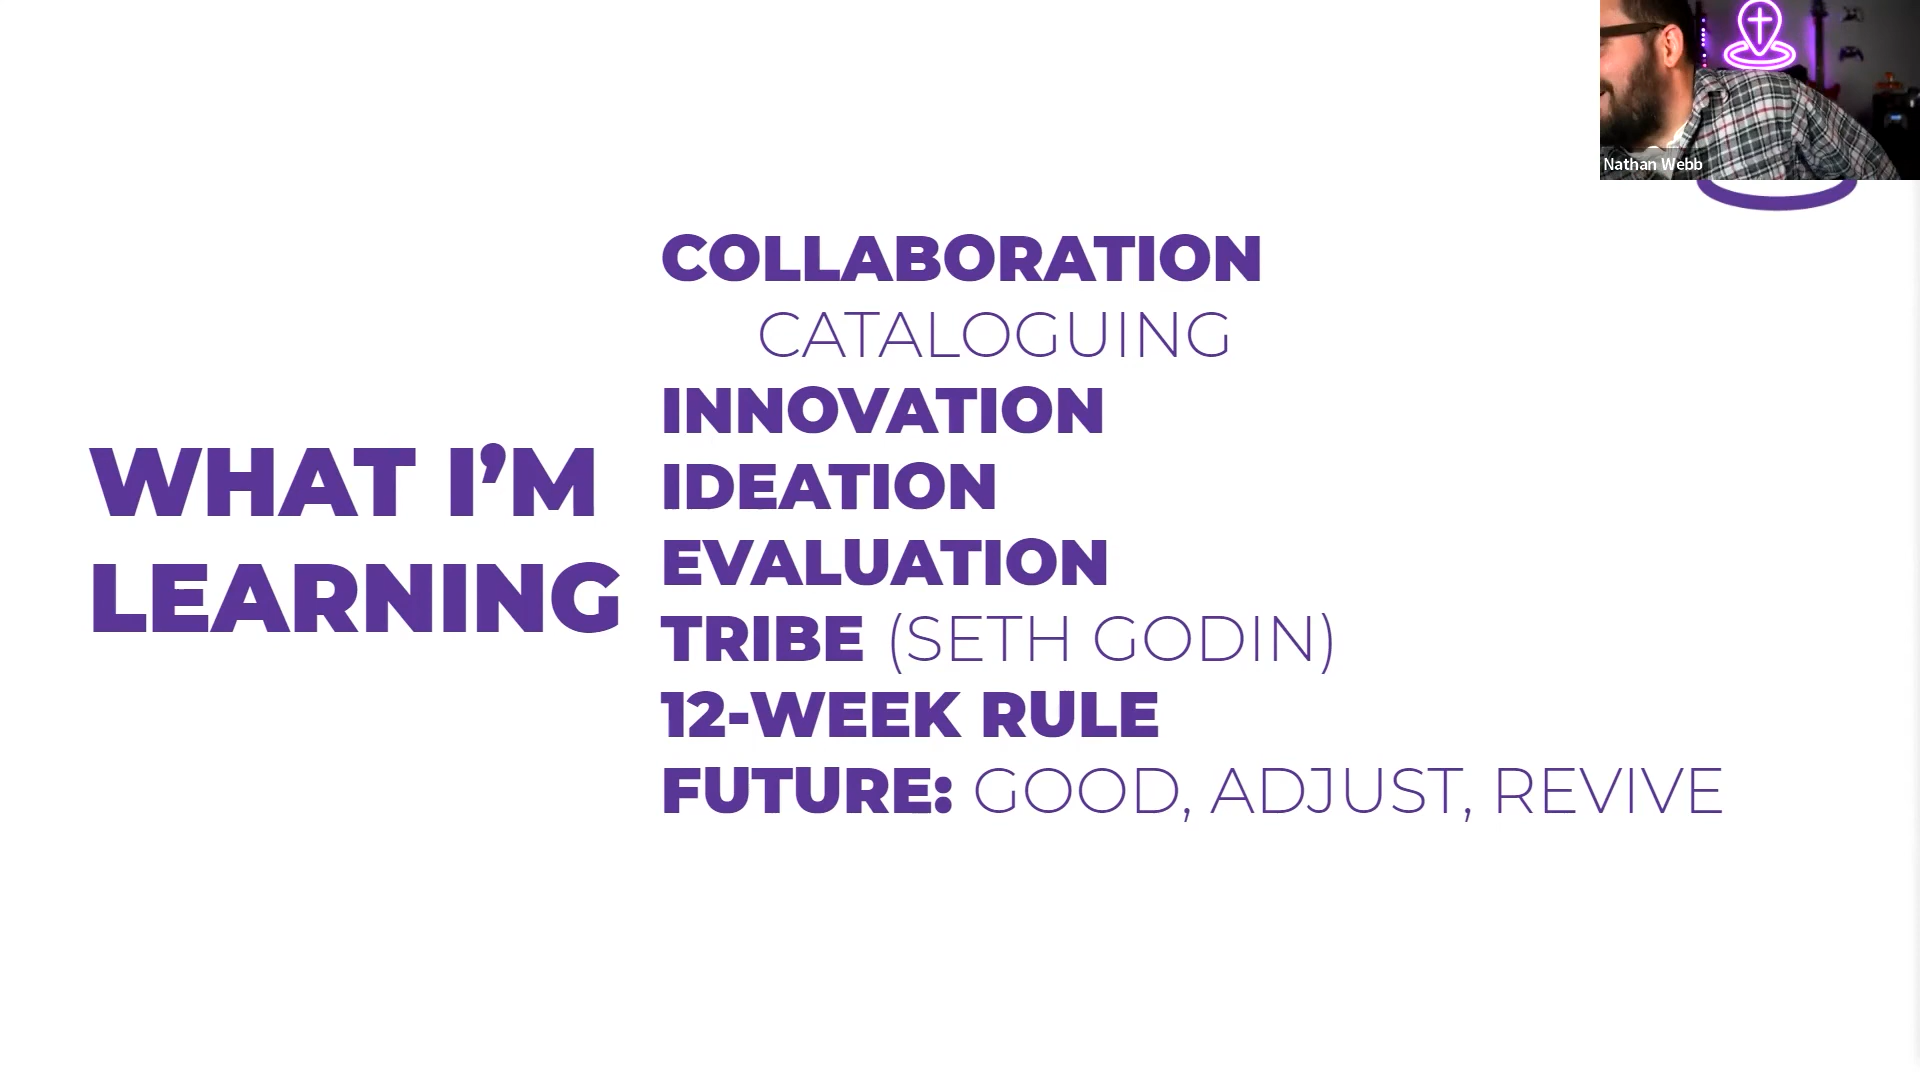 Nathan Webb
WHAT I’M
LEARNING
COLLABORATION
CATALOGUING
INNOVATION
IDEATION
EVALUATION
TRIBE (SETH GODIN)
12-WEEK RULE
FUTURE: GOOD, ADJUST, REVIVE